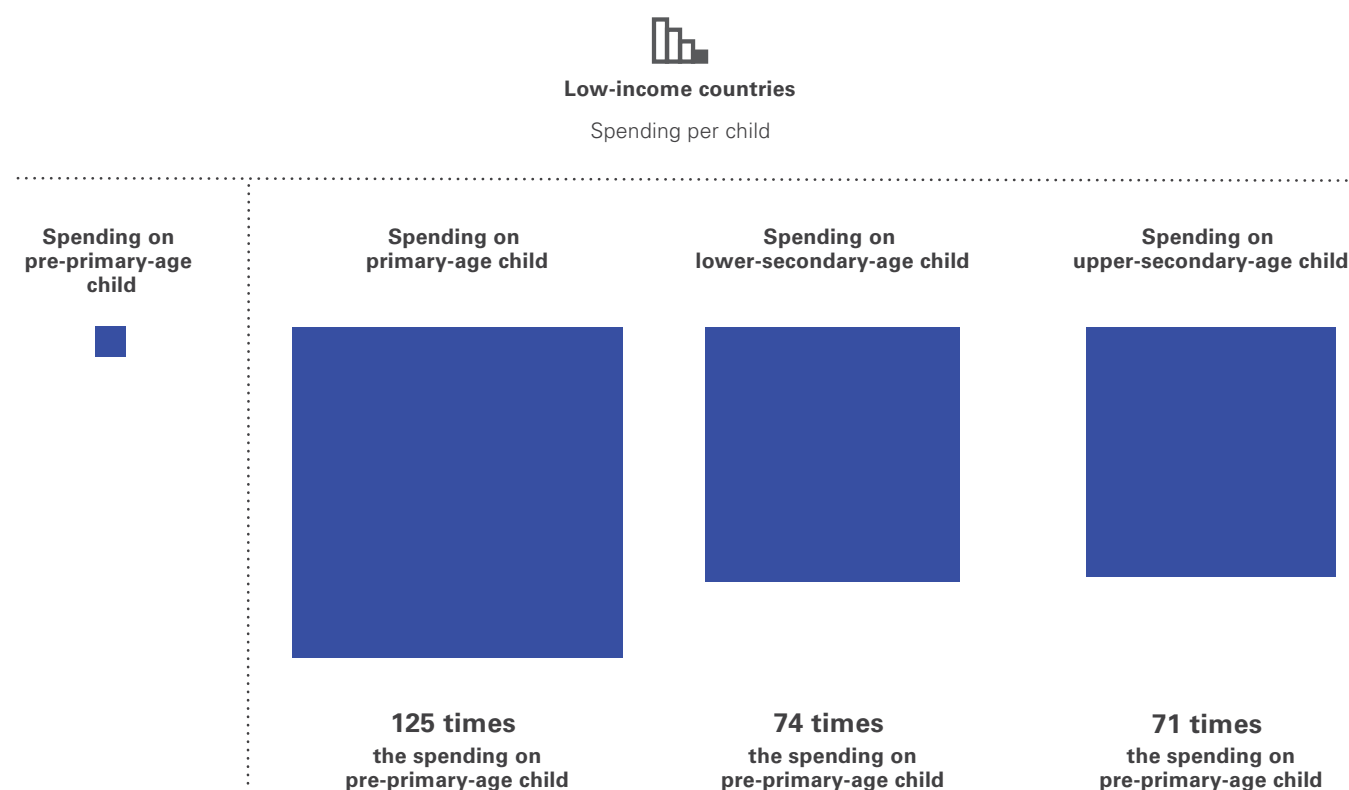 Low-income countries
Spending per child
Spending on
pre-primary-age
child
Spending on
primary-age child
Spending on
lower-secondary-age child
Spending on
upper-secondary-age child
125 times
the spending on
pre-primary-age child
74 times
the spending on
pre-primary-age child
71 times
the spending on
pre-primary-age child